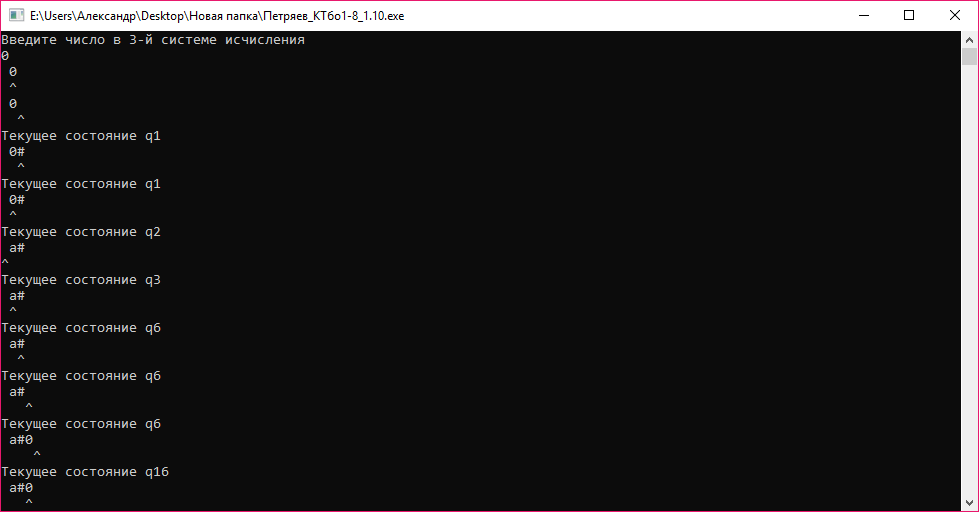 E:\Users\Александр\Desktop\Новая папка\Петряев_КТбо1-8_1.10.exe
Введите число в 3-й системе исчисления
0
 0
 ^
 0
  ^
Текущее состояние q1
 0#
  ^
Текущее состояние q1
 0#
 ^
Текущее состояние q2
 a#
^
Текущее состояние q3
 a#
 ^
Текущее состояние q6
 a#
  ^
Текущее состояние q6
 a#
   ^
Текущее состояние q6
 a#0
    ^
Текущее состояние q16
 a#0
   ^